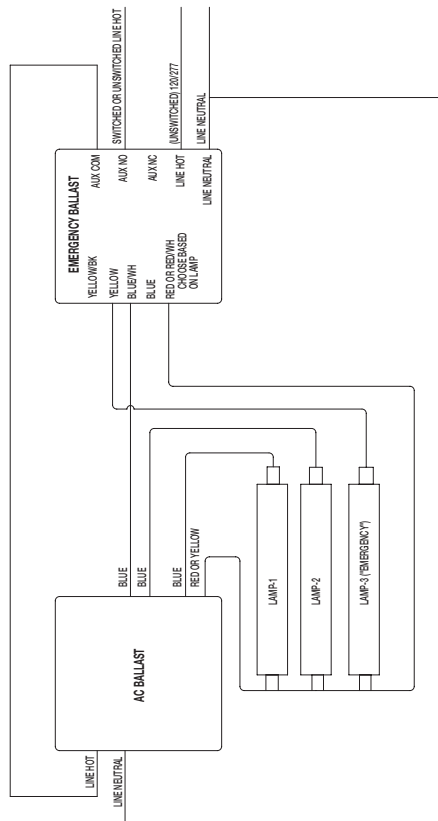 LINE HOT
LINE NEUTRAL
AC BALLAST
BLUE
BLUE
BLUE
RED OR YELLOW
LAMP-1
LAMP-2
LAMP-3 ("EMERGENCY")
EMERGENCY BALLAST
YELLOW/BK
YELLOW
BLUE/WH
BLUE
RED OR RED/WH
CHOOSE BASED
ON LAMP
AUX COM
AUX NO
AUX NC
LINE HOT
LINE NEUTRAL
SWITCHED OR UNSWITCHED LINE HOT
(UNSWITCHED) 120/277
LINE NEUTRAL